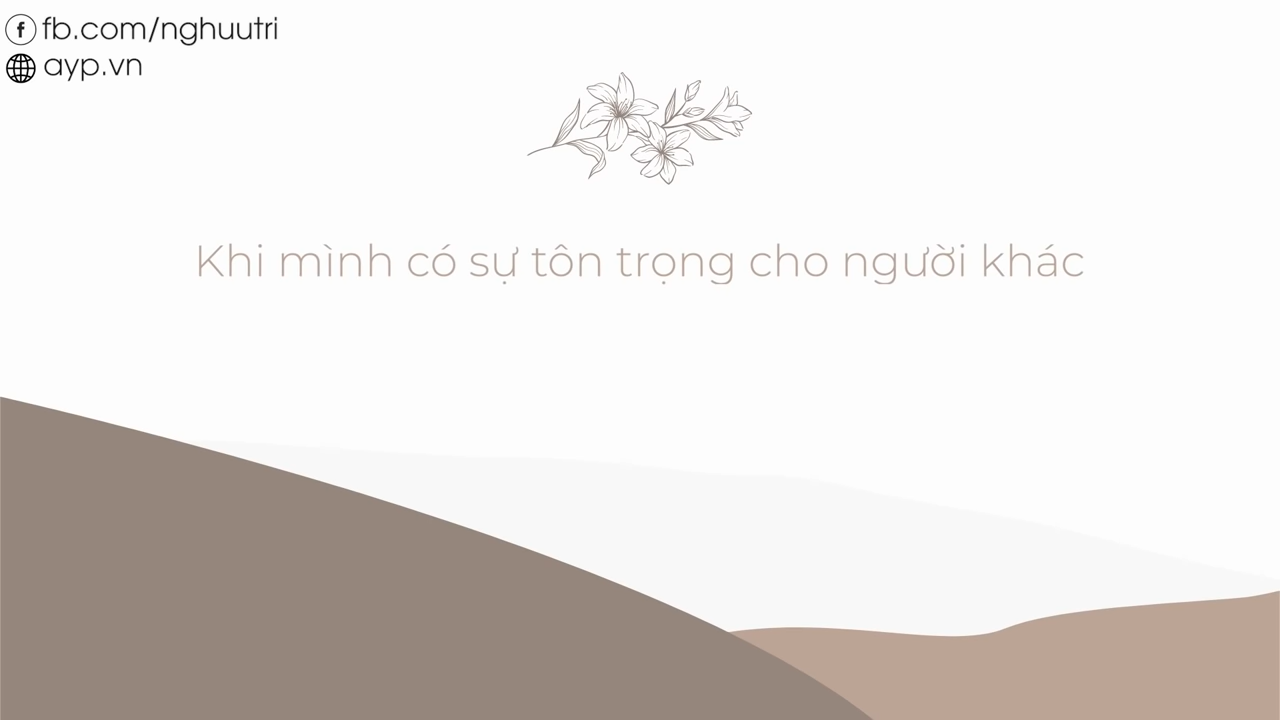 fb.com/nghuutri
ayp.vn
Khi mình có sự tôn trọng cho người khác